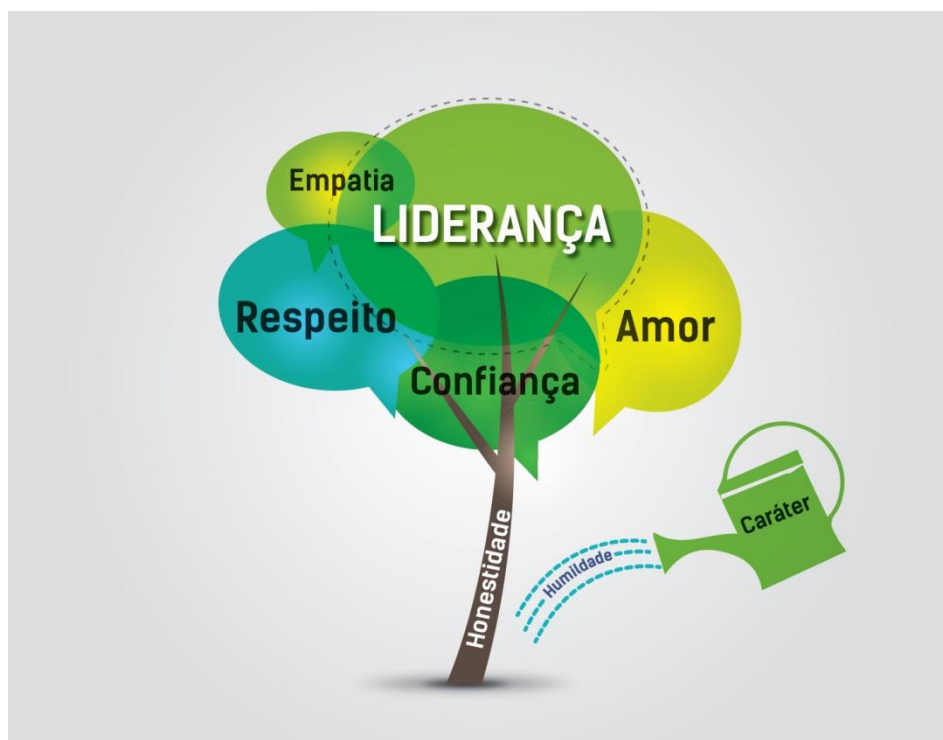 Empatia
LIDERANÇA
Respeito
Amor
Confiança
Caráter
Humildade
Honestidade